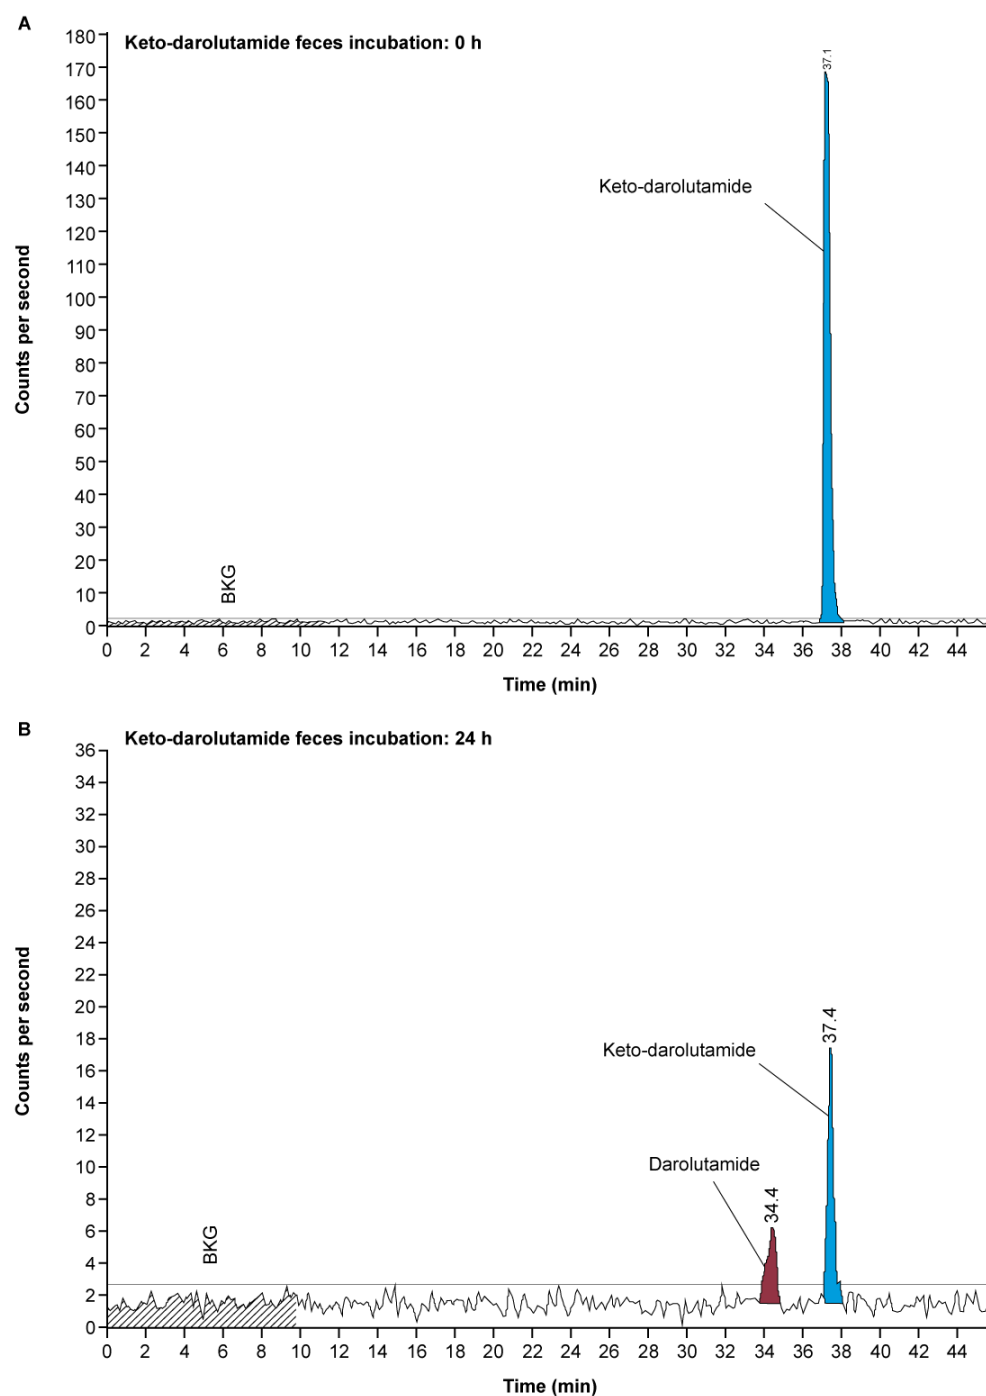 A
Keto-darolutamide feces incubation: 0 h
180
170
160
150
140
130
120
110
100
90
80
70
60
50
40
30
20
10
0
Counts per second
37.1
Keto-darolutamide
BKG
0 2 4 6 8 10 12 14 16 18 20 22 24 26 28 30 32 34 36 38 40 42 44
Time (min)
B
Keto-darolutamide feces incubation: 24 h
36
34
32
30
28
26
24
22
20
18
16
14
12
10
8
6
4
2
0
Counts per second
37.4
Keto-darolutamide
Darolutamide
34.4
BKG
0 2 4 6 8 10 12 14 16 18 20 22 24 26 28 30 32 34 36 38 40 42 44
Time (min)